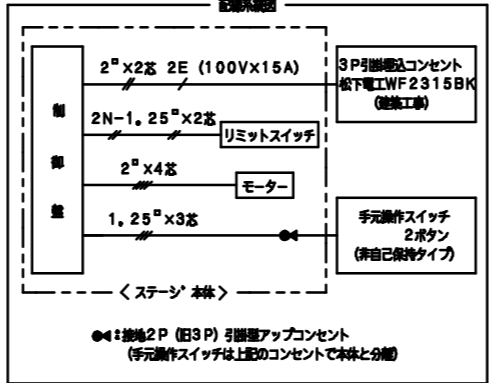 配線系統図
2□×2芯 2E (100V×15A)
3P引掛埋込コンセント
松下電工WF2315BK
(建築工事)
制御盤
2N-1.25□×2芯
リミットスイッチ
2□×4芯
モーター
1.25□×3芯
手元操作スイッチ
2ボタン
(非自己保持タイプ)
〈ステージ本体〉
:接地2P (旧3P) 引掛型アップコンセント
(手元操作スイッチは上記のコンセントで本体と分離)